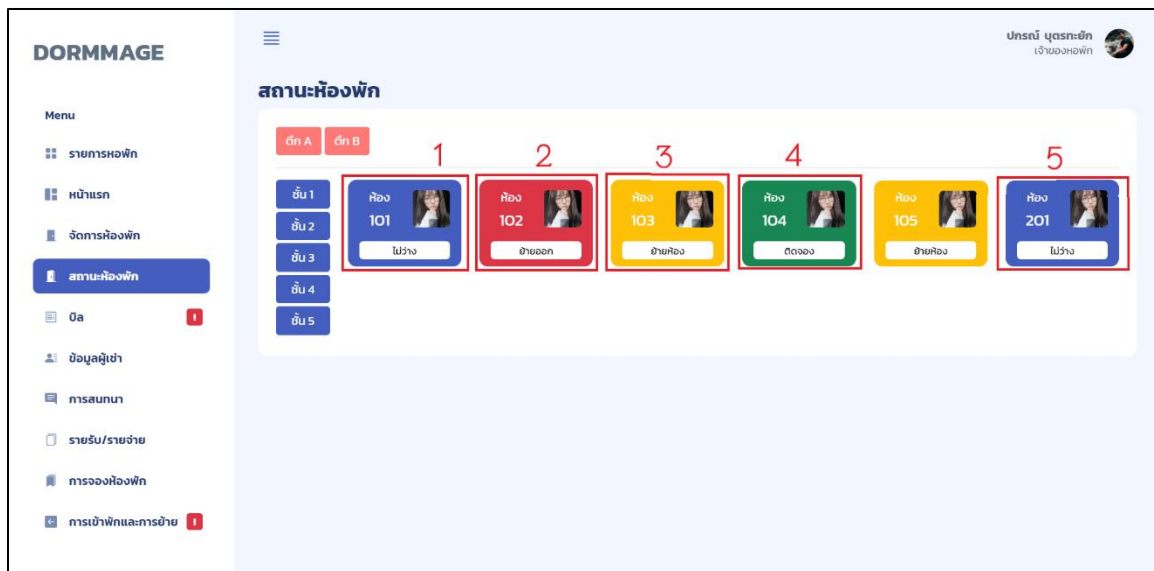 DORMMAGE
ปกรณ์ บุตรทะยัก
เจ้าของหอพัก
สถานะห้องพัก
Menu
รายการหอพัก
หน้าแรก
จัดการห้องพัก
สถานะห้องพัก
บิล
ข้อมูลผู้เช่า
การสนทนา
รายรับ/รายจ่าย
การจองห้องพัก
การเข้าพักและการย้าย
ตึก A
ตึก B
1
2
3
4
5
ชั้น 1
ชั้น 2
ชั้น 3
ชั้น 4
ชั้น 5
ห้อง
101
ไม่ว่าง
ห้อง
102
ย้ายออก
ห้อง
103
ย้ายห้อง
ห้อง
104
ติดจอง
ห้อง
105
ย้ายห้อง
ห้อง
201
ไม่ว่าง